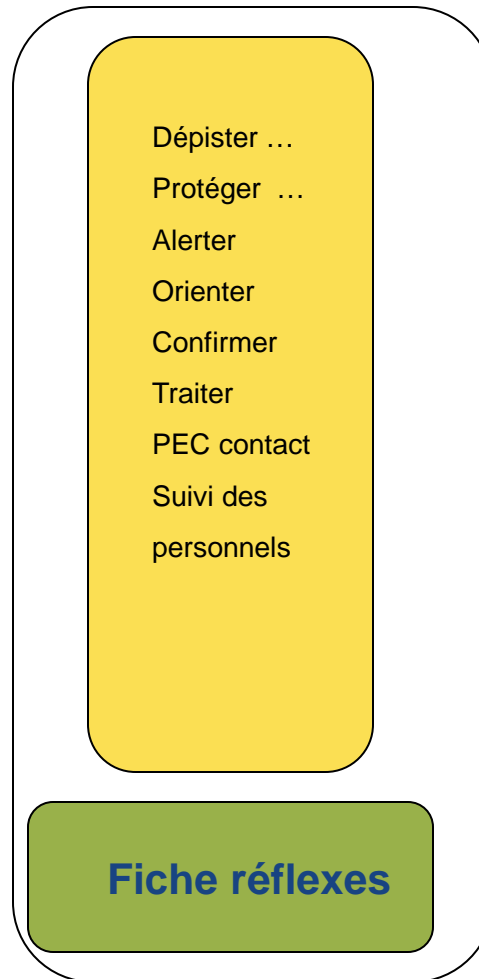 Dépister …
Protéger  …
Alerter
Orienter
Confirmer
Traiter
PEC contact
Suivi des
personnels
Fiche réflexes